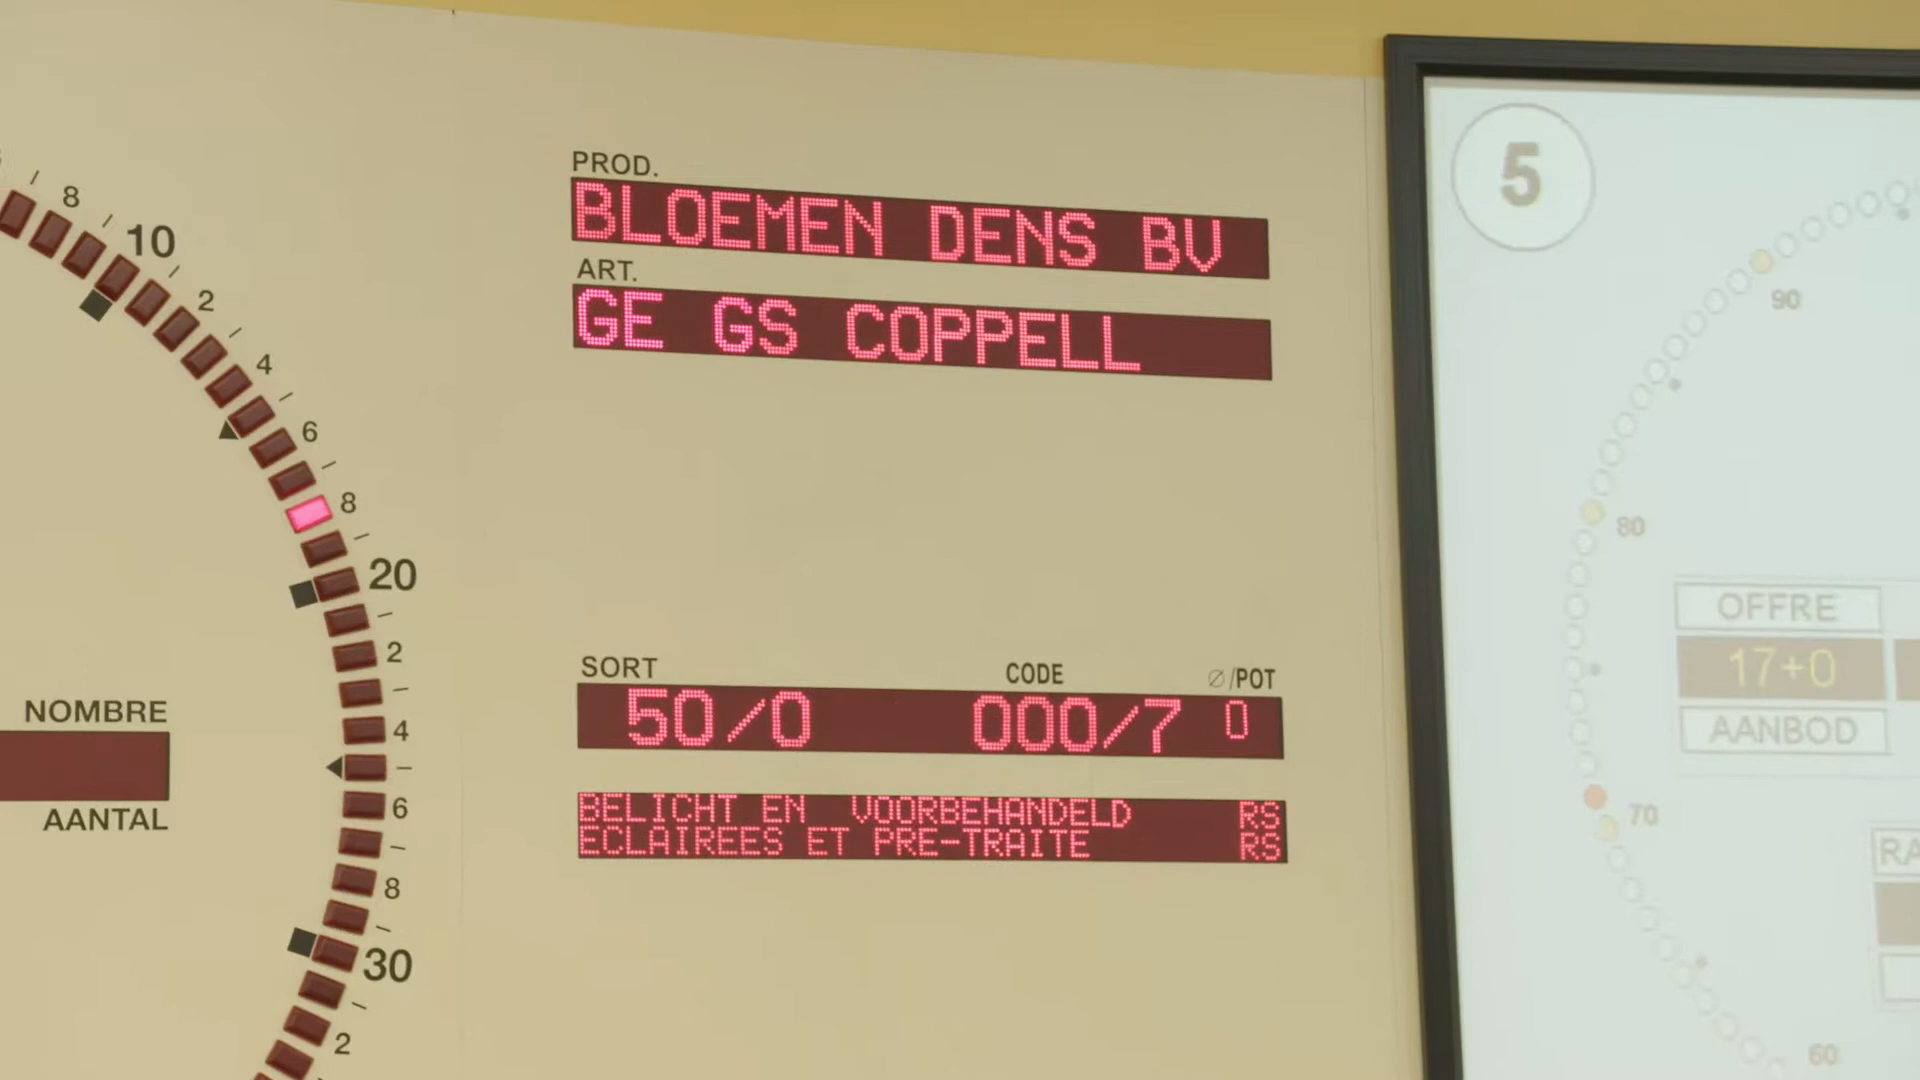 8
10
2
4
6
8
20
2
4
6
8
30
2
NOMBRE
AANTAL
PROD.
BLOEMEN DENS BV
ART.
GE GS COPPELL
SORT CODE Ø/POT
50/0 000/7 0
BELICHT EN VOORBEHANDELD RS
ECLAIREES ET PRE-TRAITE RS
5
90
80
70
60
OFFRE
17+0
AANBOD